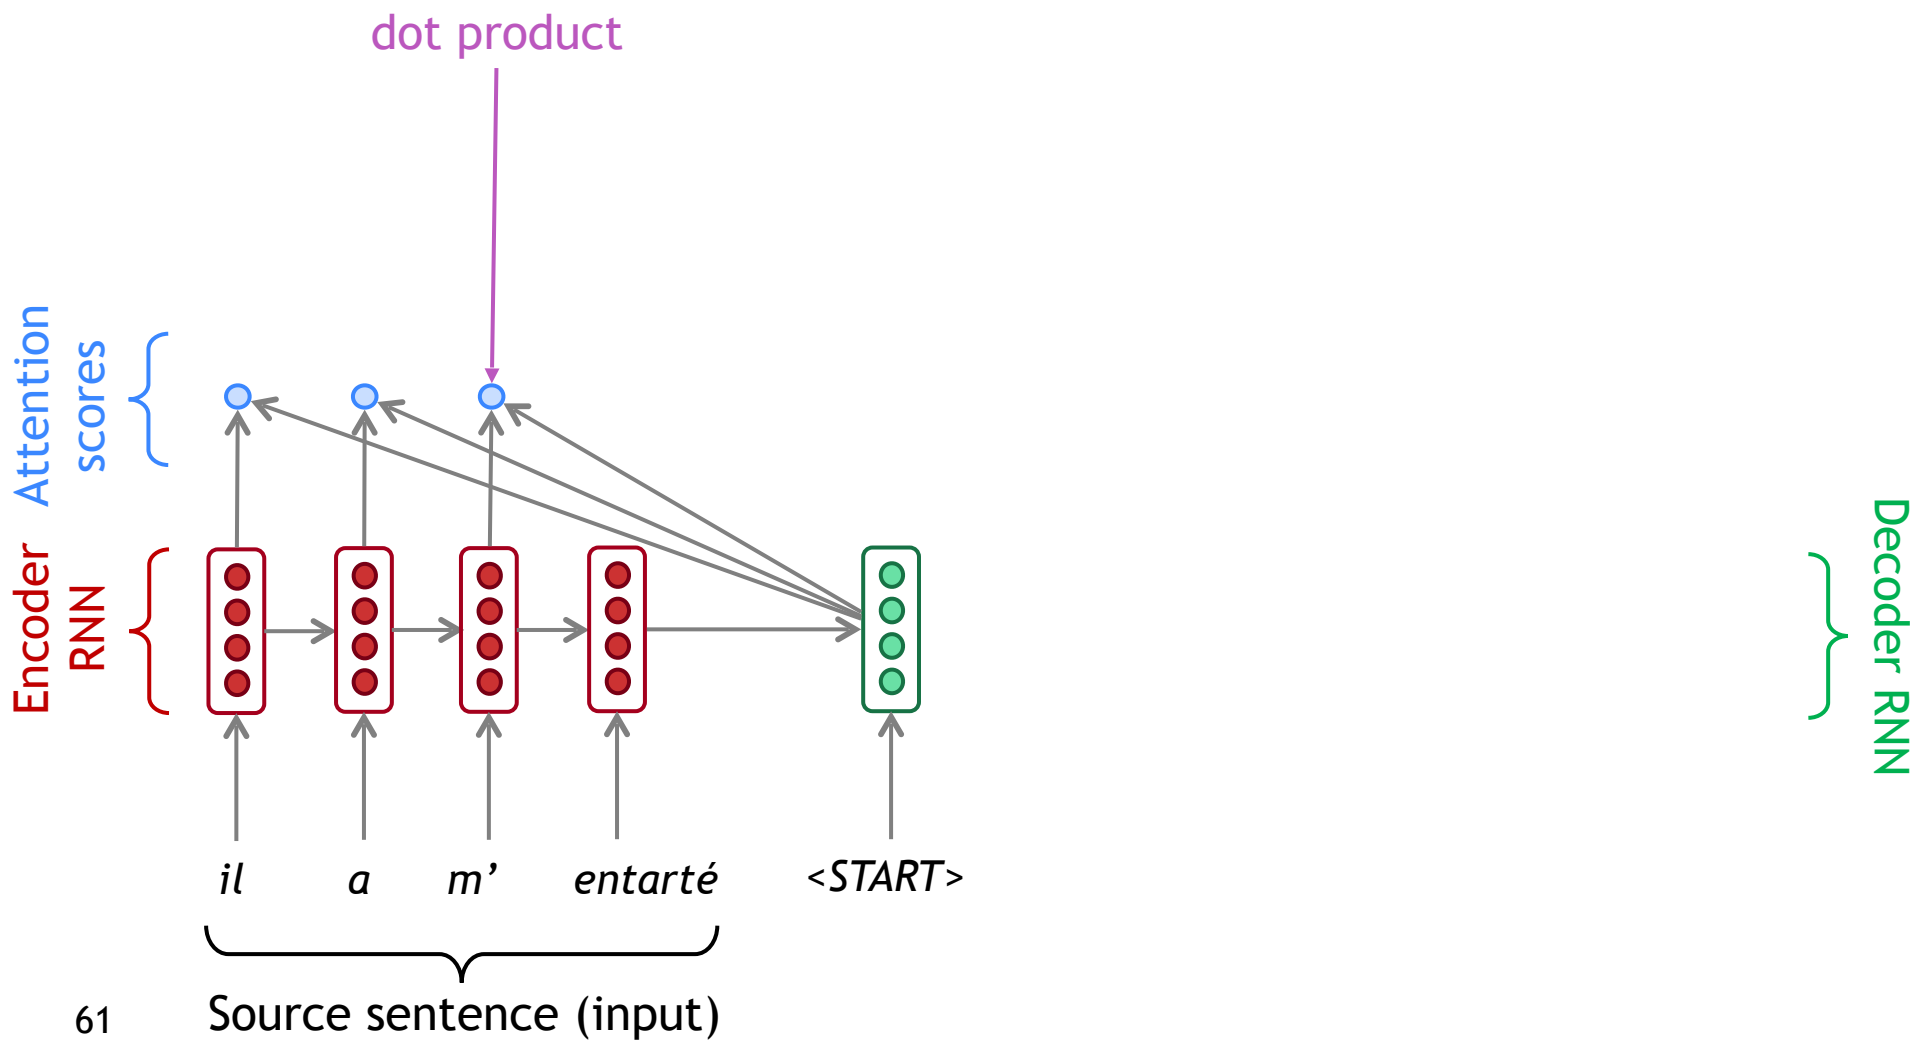 dot product
Attention
scores
Encoder
RNN
Decoder RNN
il a m’ entarté <START>
Source sentence (input)
61